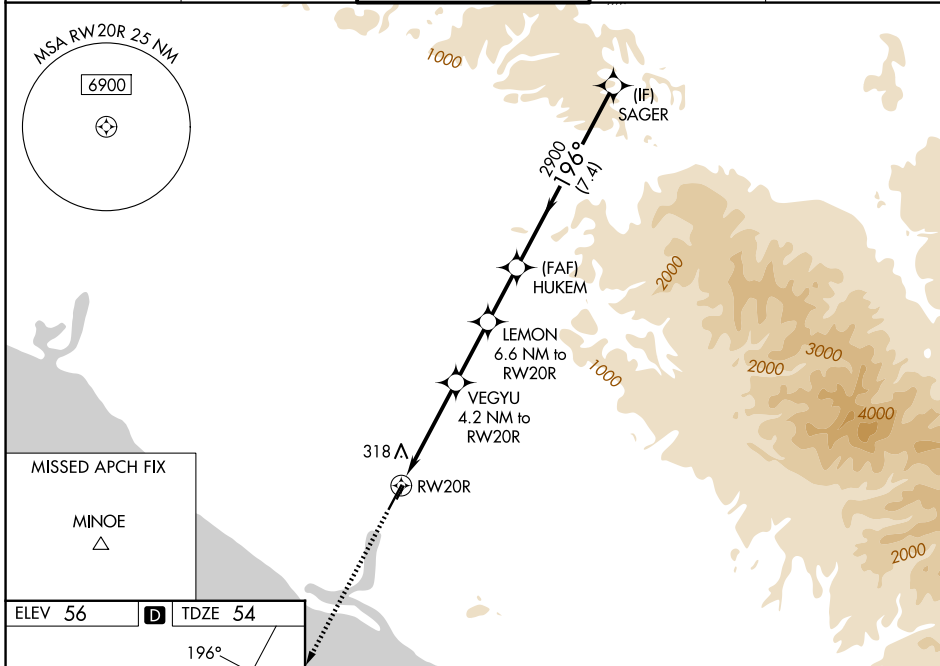 MSA RW20R 25 NM
6900
1000
(IF)
SAGER
2900
196°
(7.4)
(FAF)
HUKEM
2000
LEMON
6.6 NM to
RW20R
1000
3000
2000
4000
VEGYU
4.2 NM to
RW20R
318
RW20R
2000
MISSED APCH FIX
MINOE
ELEV 56
D
TDZE 54
196°